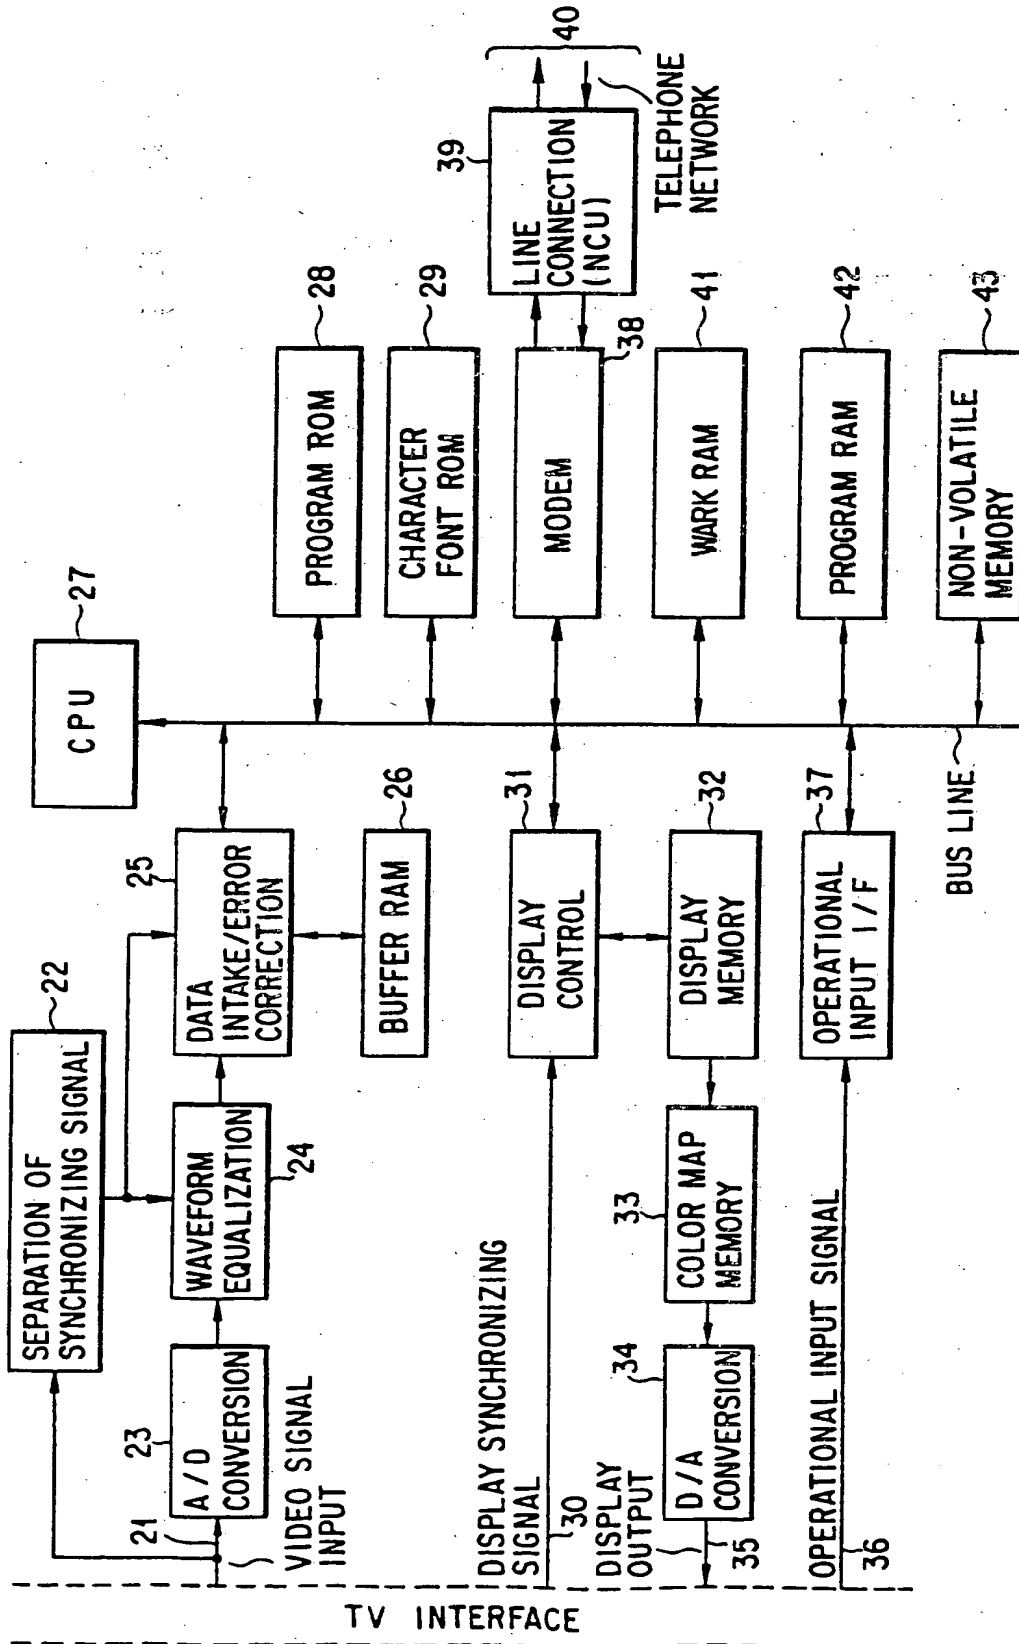 TV INTERFACE
VIDEO SIGNAL
INPUT
21
SEPARATION OF
SYNCHRONIZING SIGNAL
22
A/D
CONVERSION
23
WAVEFORM
EQUALIZATION
24
DATA
INTAKE/ERROR
CORRECTION
25
BUFFER RAM
26
CPU
27
PROGRAM ROM
28
CHARACTER
FONT ROM
29
DISPLAY SYNCHRONIZING
SIGNAL
30
DISPLAY
CONTROL
31
DISPLAY
MEMORY
32
COLOR MAP
MEMORY
33
D/A
CONVERSION
34
DISPLAY
OUTPUT
35
OPERATIONAL INPUT SIGNAL
36
OPERATIONAL
INPUT I/F
37
BUS LINE
MODEM
38
LINE
CONNECTION
(NCU)
39
40
TELEPHONE
NETWORK
WARK RAM
41
PROGRAM RAM
42
NON-VOLATILE
MEMORY
43